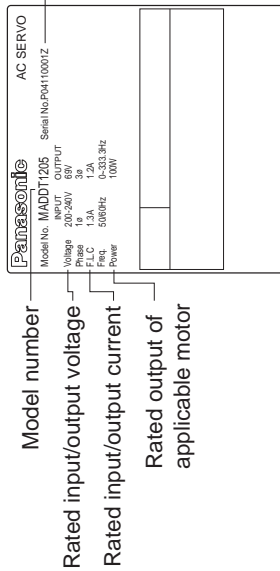 Panasonic AC SERVO
Model No. MADDT1205 Serial No.P04110001Z
INPUT OUTPUT
Voltage 200-240V 69V
Phase 1ø 3ø
F.L.C 1.3A 1.2A
Freq. 50/60Hz 0~333.3Hz
Power 100W
Model number
Rated input/output voltage
Rated input/output current
Rated output of
applicable motor